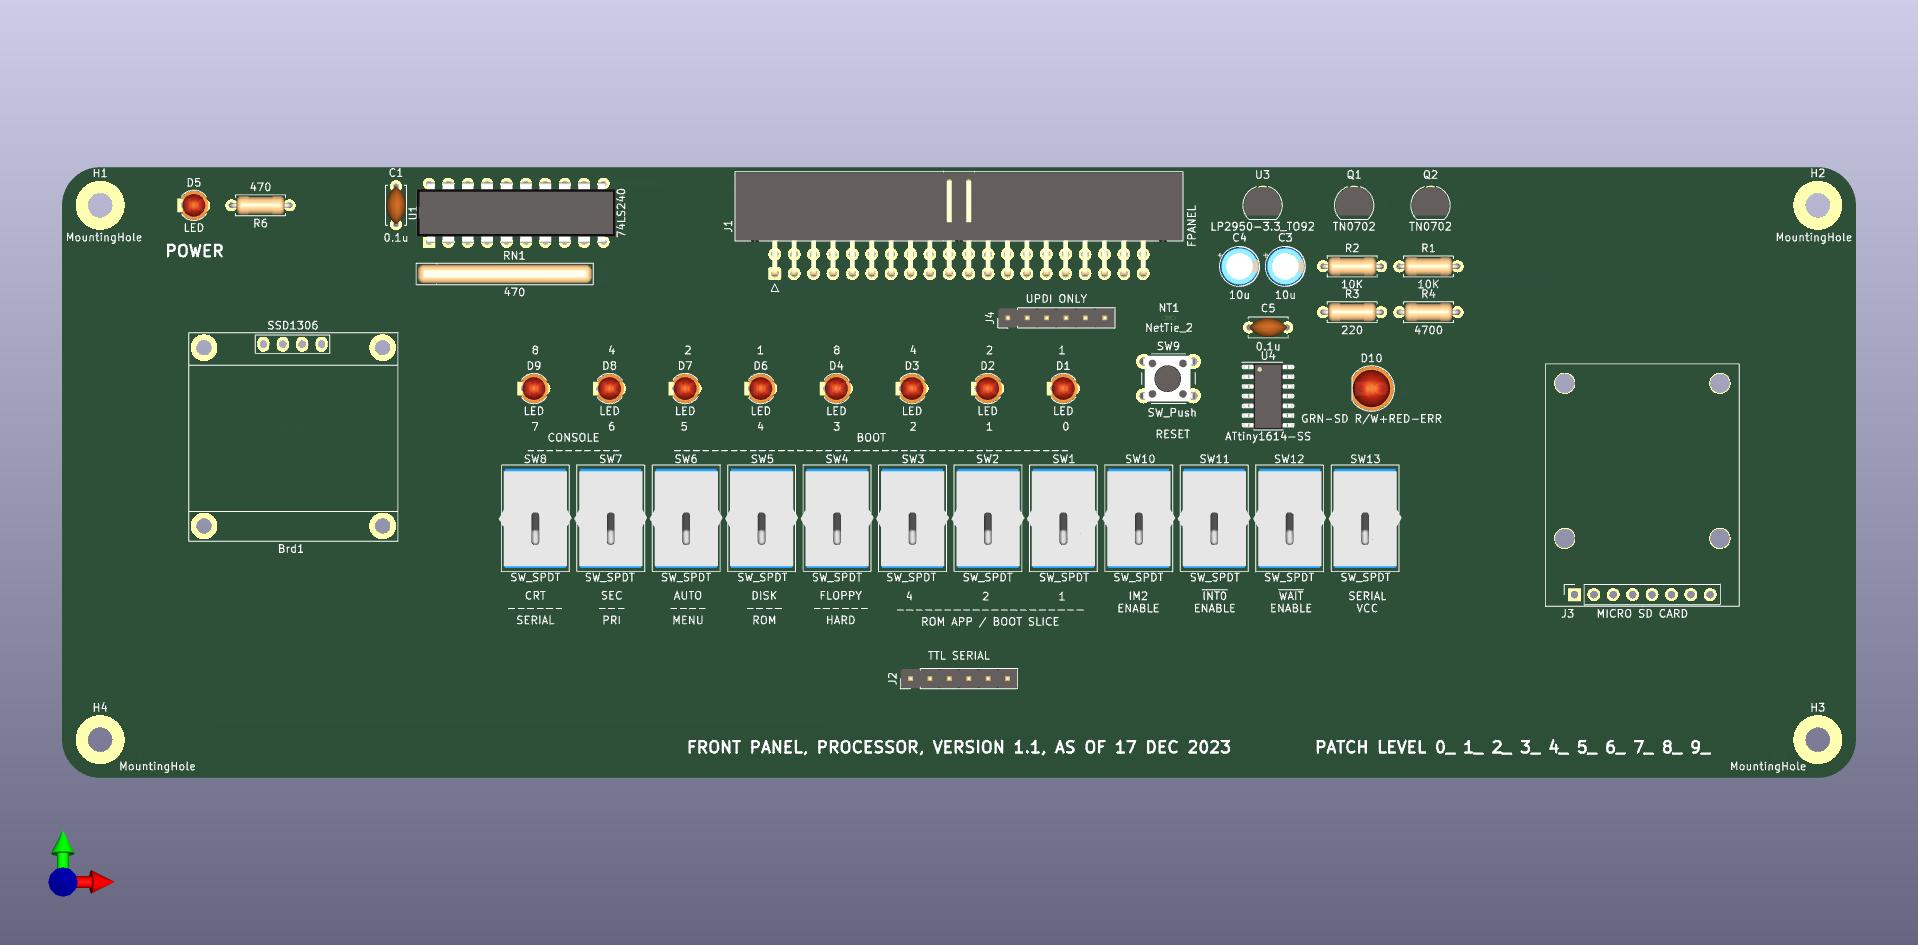 H1
MountingHole
D5
LED
POWER
470
R6
C1
0.1u
U1
74LS240
RN1
470
J1
FPANEL
U3
LP2950-3.3_TO92
Q1
TN0702
Q2
TN0702
H2
MountingHole
C4
10u
C3
10u
R2
10K
R1
10K
R3
220
R4
4700
UPDI ONLY
J4
NT1
NetTie_2
C5
0.1u
SSD1306
Brd1
8 4 2 1 8 4 2 1
D9 D8 D7 D6 D4 D3 D2 D1
LED LED LED LED LED LED LED LED
7 6 5 4 3 2 1 0
CONSOLE BOOT
SW9
SW_Push
RESET
U4
ATtiny1614-SS
D10
GRN-SD R/W+RED-ERR
SW8 SW7 SW6 SW5 SW4 SW3 SW2 SW1 SW10 SW11 SW12 SW13
SW_SPDT SW_SPDT SW_SPDT SW_SPDT SW_SPDT SW_SPDT SW_SPDT SW_SPDT SW_SPDT SW_SPDT SW_SPDT SW_SPDT
CRT SEC AUTO DISK FLOPPY 4 2 1 IM2 INT0 WAIT SERIAL
ENABLE ENABLE ENABLE VCC
SERIAL PRI MENU ROM HARD ROM APP / BOOT SLICE
J3 MICRO SD CARD
TTL SERIAL
J2
H4
MountingHole
FRONT PANEL, PROCESSOR, VERSION 1.1, AS OF 17 DEC 2023
PATCH LEVEL 0_ 1_ 2_ 3_ 4_ 5_ 6_ 7_ 8_ 9_
H3
MountingHole